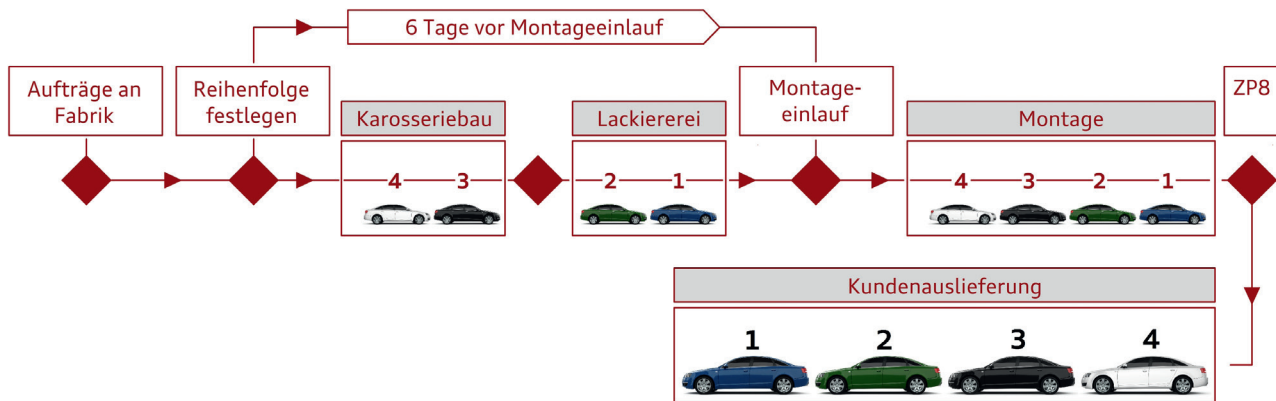 6 Tage vor Montageeinlauf
Aufträge an
Fabrik
Reihenfolge
festlegen
Karosseriebau
Lackiererei
Montage-
einlauf
Montage
ZP8
4 3
2 1
4 3 2 1
Kundenauslieferung
1 2 3 4